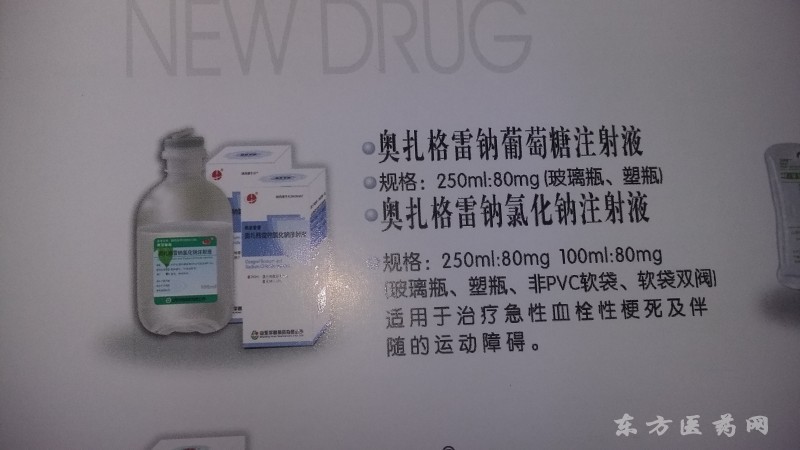 NEW DRUG
奥扎格雷钠葡萄糖注射液
规格：250ml:80mg(玻璃瓶、塑瓶)
奥扎格雷钠氯化钠注射液
规格：250ml:80mg 100ml:80mg
(玻璃瓶、塑瓶、非PVC软袋、软袋双阀)
适用于治疗急性血栓性梗死及伴
随的运动障碍。
东方医药网